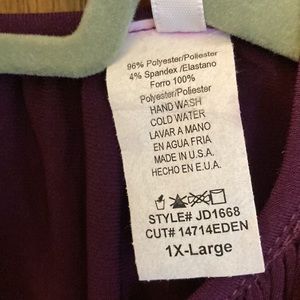 96% Polyester/Poliester
4% Spandex /Elastano
Forro 100%
Polyester/Poliester
HAND WASH
COLD WATER
LAVAR A MANO
EN AGUA FRIA
MADE IN U.S.A.
HECHO EN E.U.A.
STYLE# JD1668
CUT# 14714EDEN
1X-Large